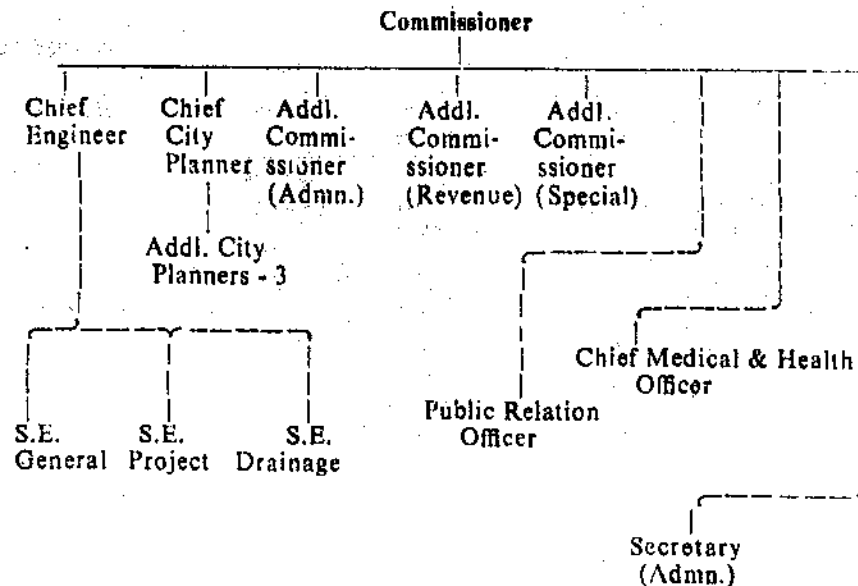 Commissioner
Chief
Engineer
Chief
City
Planner
Addl.
Commi-
ssioner
(Admn.)
Addl.
Commi-
ssioner
(Revenue)
Addl.
Commi-
ssioner
(Special)
Addl. City
Planners - 3
Chief Medical & Health
Officer
Public Relation
Officer
S.E.
General
S.E.
Project
S.E.
Drainage
Secretary
(Admn.)